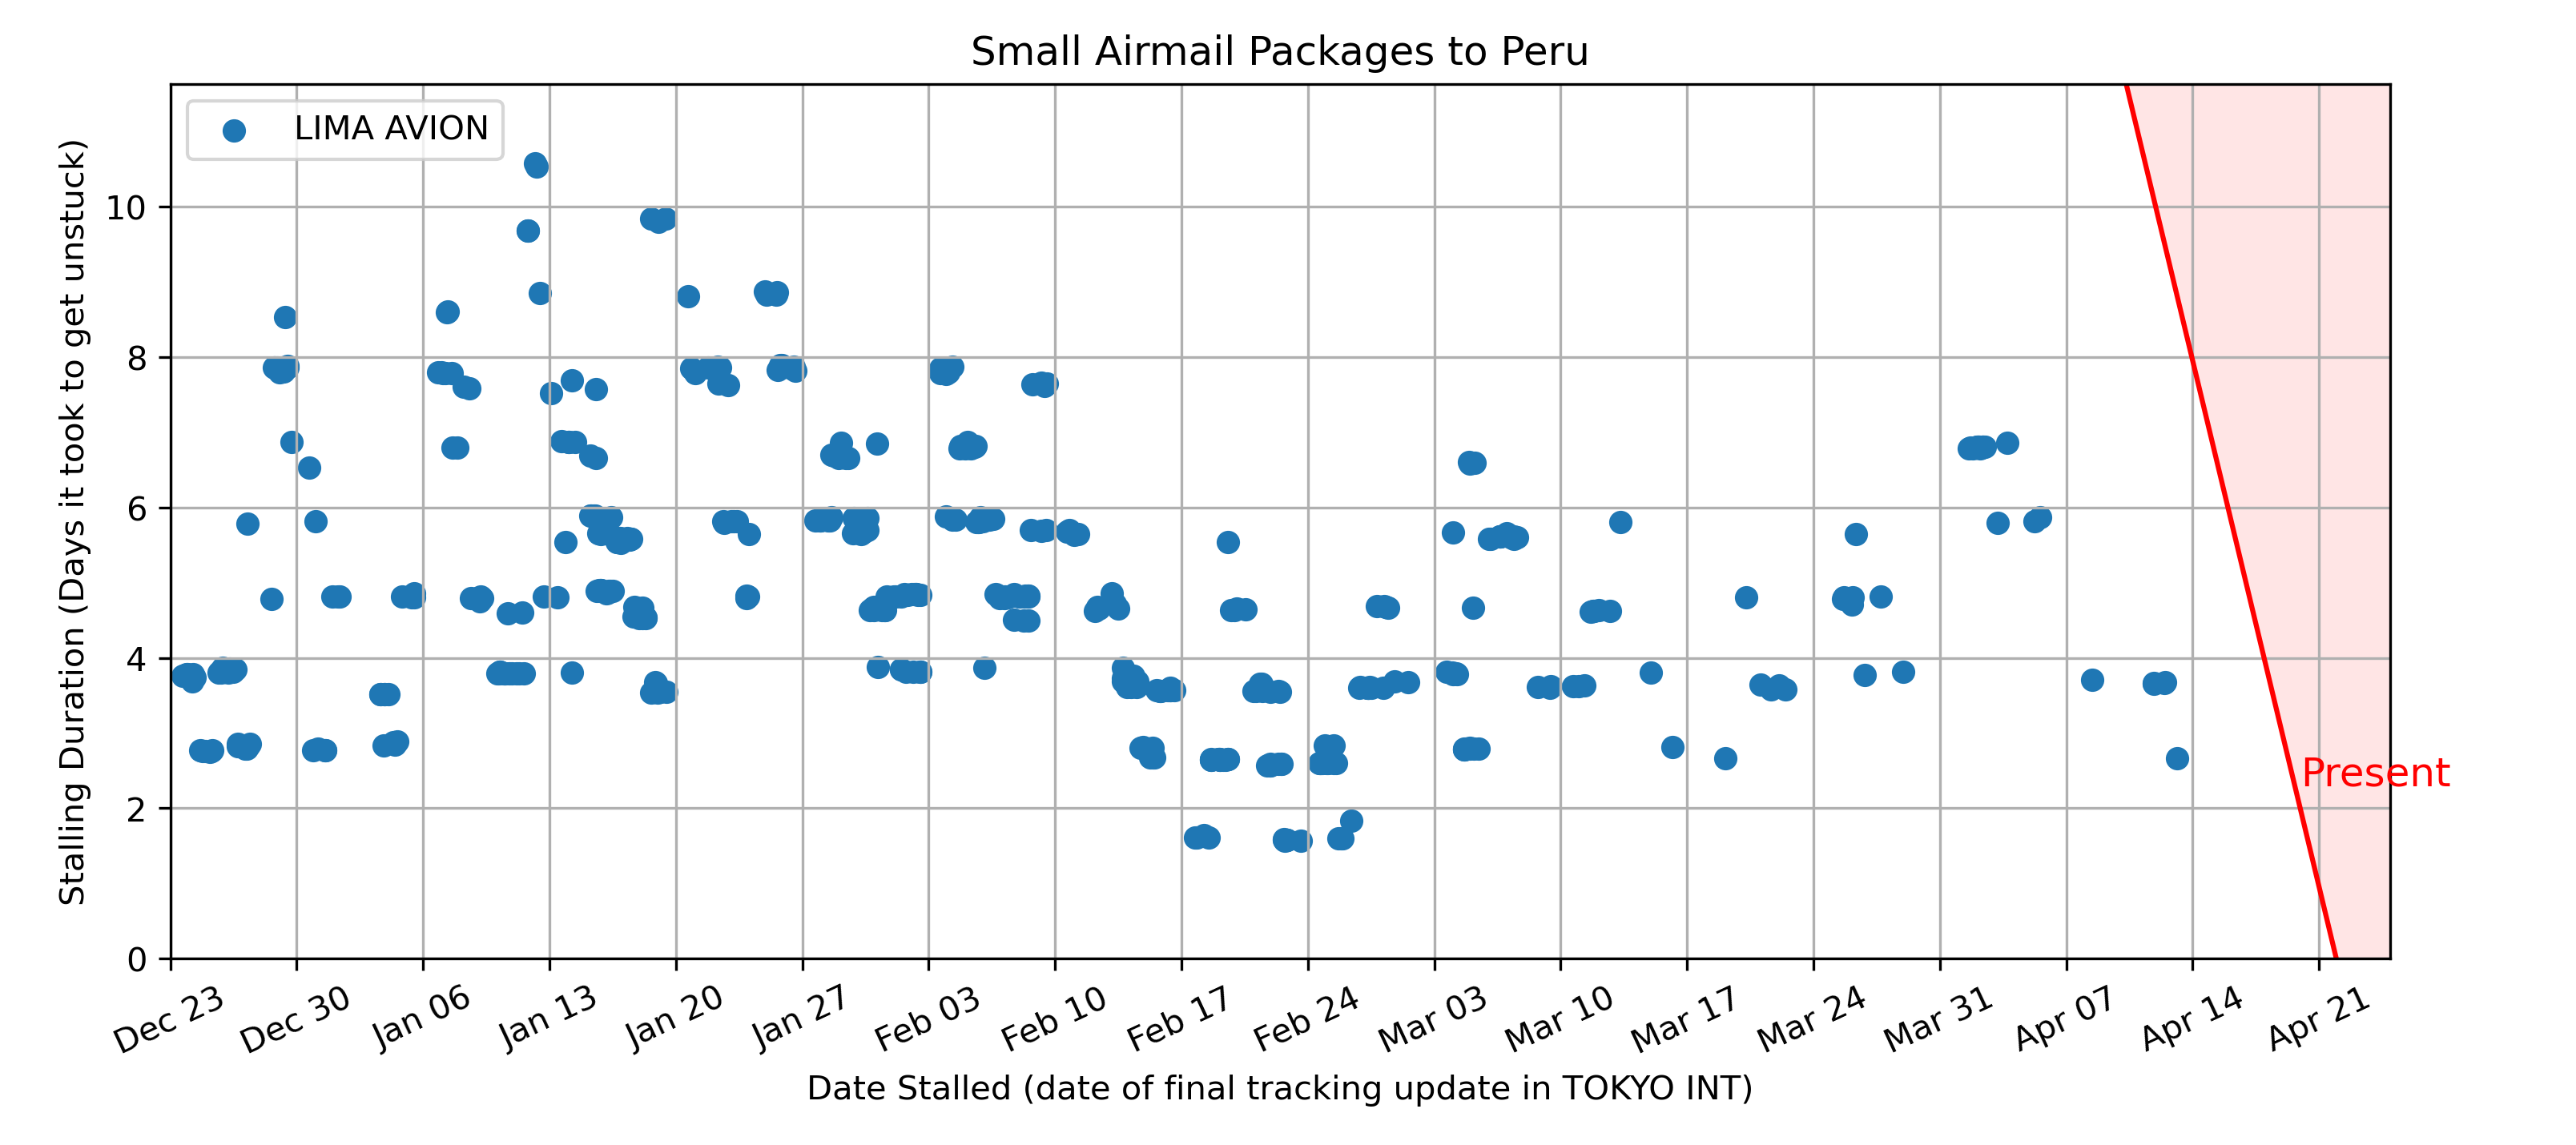 Small Airmail Packages to Peru
LIMA AVION
Stalling Duration (Days it took to get unstuck)
10
8
6
4
2
0
Present
Dec 23
Dec 30
Jan 06
Jan 13
Jan 20
Jan 27
Feb 03
Feb 10
Feb 17
Feb 24
Mar 03
Mar 10
Mar 17
Mar 24
Mar 31
Apr 07
Apr 14
Apr 21
Date Stalled (date of final tracking update in TOKYO INT)